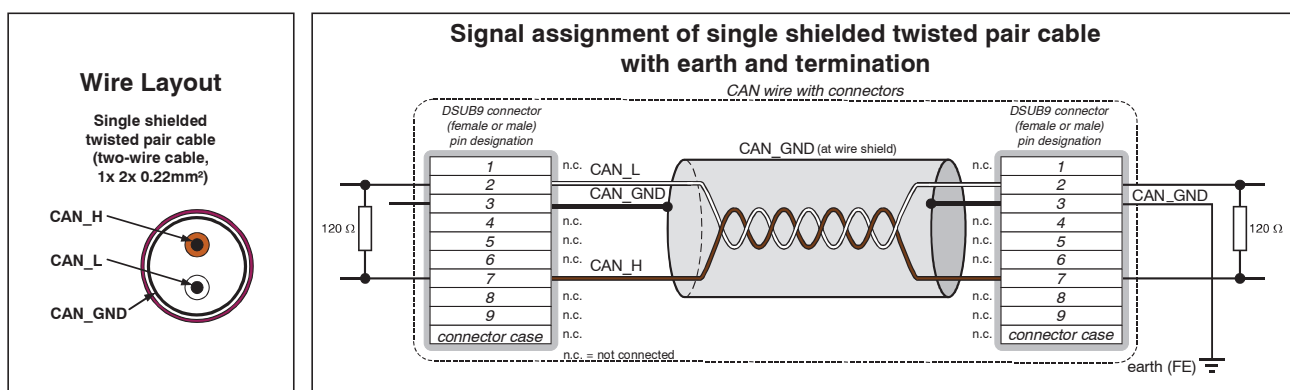 Wire Layout
Single shielded
twisted pair cable
(two-wire cable,
1x 2x 0.22mm²)
CAN_H
CAN_L
CAN_GND
Signal assignment of single shielded twisted pair cable
with earth and termination
CAN wire with connectors
DSUB9 connector
(female or male)
pin designation
1
2
3
4
5
6
7
8
9
connector case
n.c.
CAN_L
CAN_GND
n.c.
n.c.
n.c.
CAN_H
n.c.
n.c.
n.c.
n.c. = not connected
120 Ω
CAN_GND (at wire shield)
DSUB9 connector
(female or male)
pin designation
n.c.
n.c.
n.c.
n.c.
n.c.
n.c.
n.c.
1
2
3
4
5
6
7
8
9
connector case
CAN_GND
120 Ω
earth (FE)